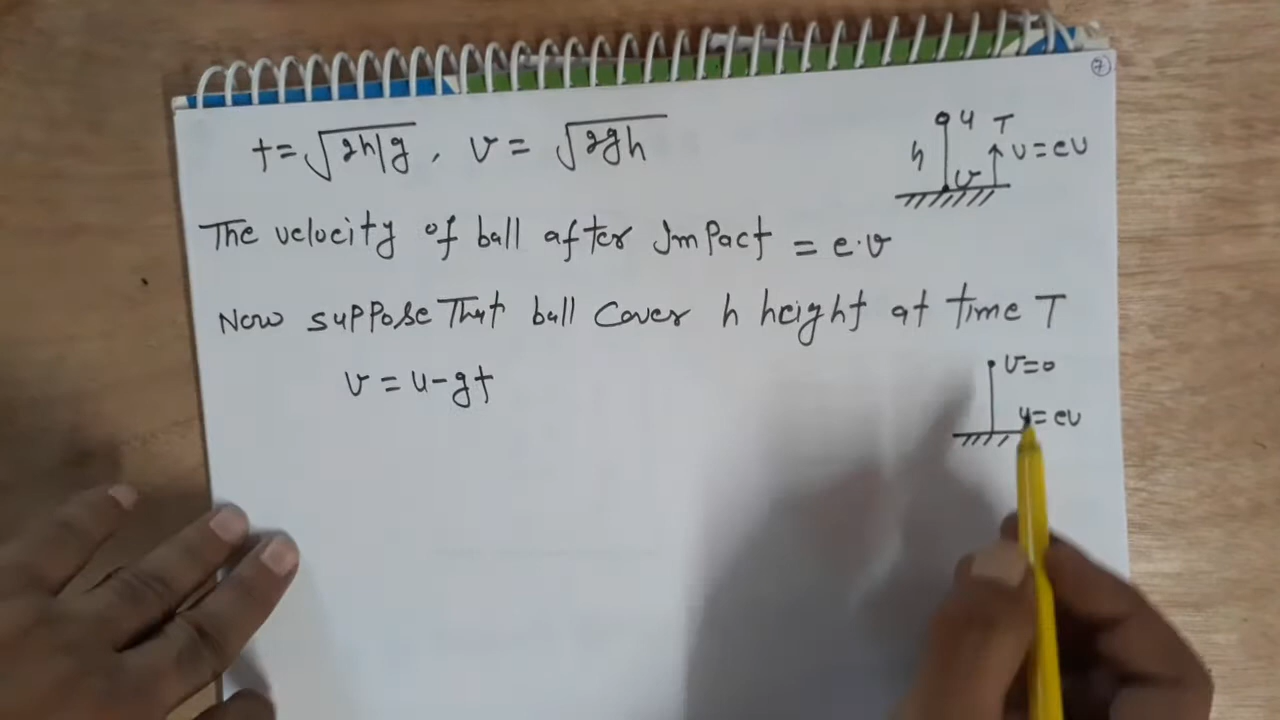 t = √2h/g , v = √2gh
u T
h
v
u = ev
The velocity of ball after Impact = e.v
Now suppose That ball Cover h height at time T
v = u - gt
v = 0
u = ev
7